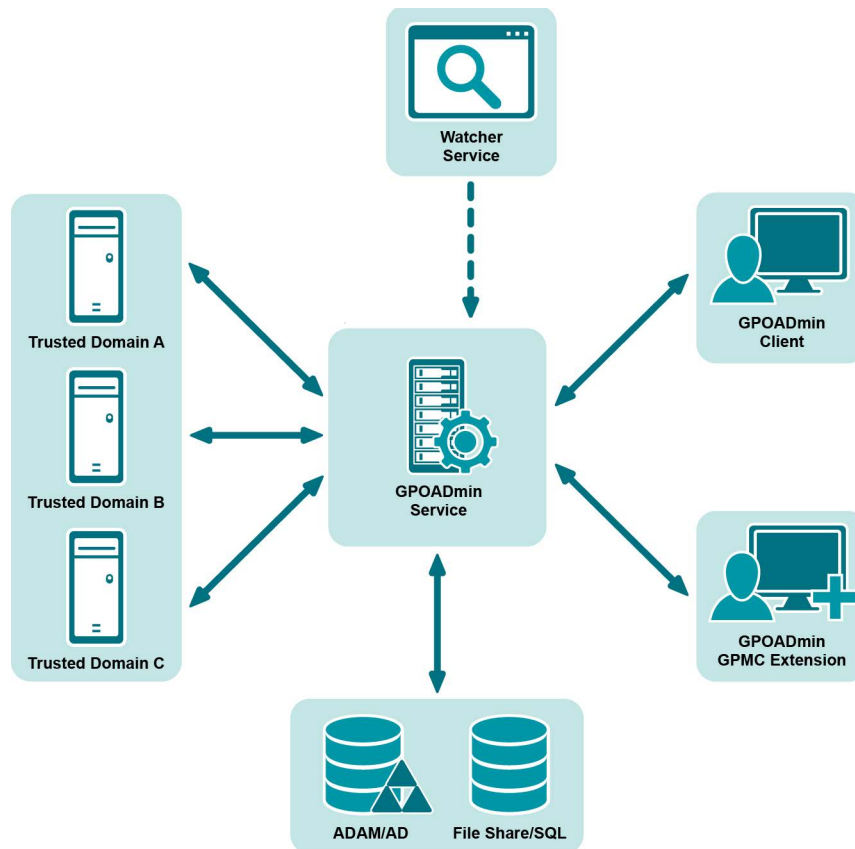 Watcher
Service
Trusted Domain A
GPOADmin
Client
Trusted Domain B
GPOADmin
Service
Trusted Domain C
GPOADmin
GPMC Extension
ADAM/AD
File Share/SQL